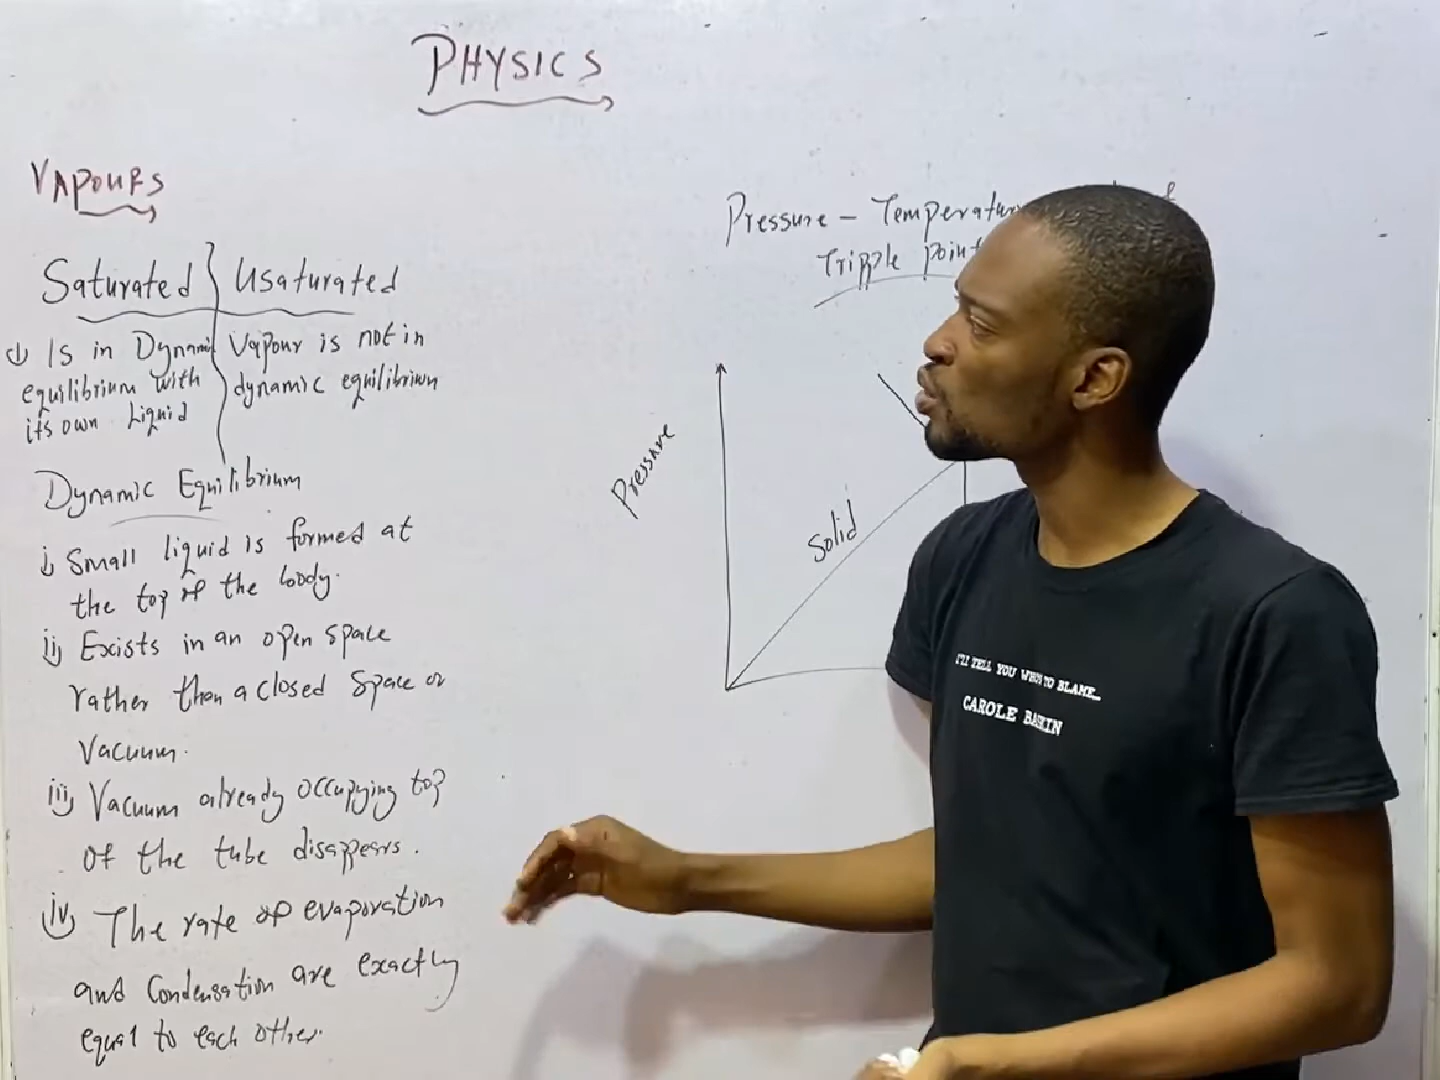 PHYSICS
VAPOURS
Saturated Usaturated
i) Is in Dynami
equilibrium with
its own Liquid
Vapour is not in
dynamic equilibrium
Dynamic Equilibrium
i) Small liquid is formed at
the top of the body.
ii) Exists in an open space
rather than a closed space or
Vacuum.
iii) Vacuum already occupying top
of the tube disappears.
iv) The rate of evaporation
and Condensation are exactly
equal to each other.
Pressure - Temperatur
Tripple point
Pressure
Solid
I'LL TELL YOU WHO TO BLAME...
CAROLE BASKIN